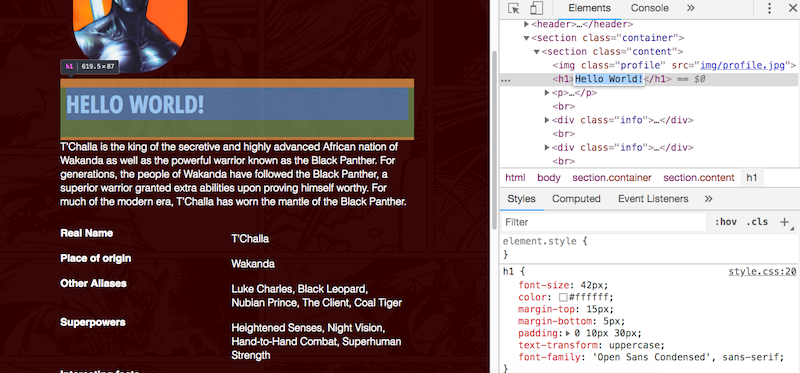 h1 | 619.5×87
HELLO WORLD!
T'Challa is the king of the secretive and highly advanced African nation of
Wakanda as well as the powerful warrior known as the Black Panther. For
generations, the people of Wakanda have followed the Black Panther, a
superior warrior granted extra abilities upon proving himself worthy. For
much of the modern era, T'Challa has worn the mantle of the Black Panther.
Real Name
T'Challa
Place of origin
Wakanda
Other Aliases
Luke Charles, Black Leopard,
Nubian Prince, The Client, Coal Tiger
Superpowers
Heightened Senses, Night Vision,
Hand-to-Hand Combat, Superhuman
Strength
Interesting facts
Elements Console »
<header>…</header>
<section class="container">
<section class="content">
<img class="profile" src="img/profile.jpg">
… <h1>Hello World!</h1> == $0
<p>…</p>
<br>
<div class="info">…</div>
<br>
<div class="info">…</div>
<br>
html body section.container section.content h1
Styles Computed Event Listeners »
Filter :hov .cls +
element.style {
}
h1 { style.css:20
font-size: 42px;
color: #ffffff;
margin-top: 15px;
margin-bottom: 5px;
padding: 0 10px 30px;
text-transform: uppercase;
font-family: 'Open Sans Condensed', sans-serif;
}